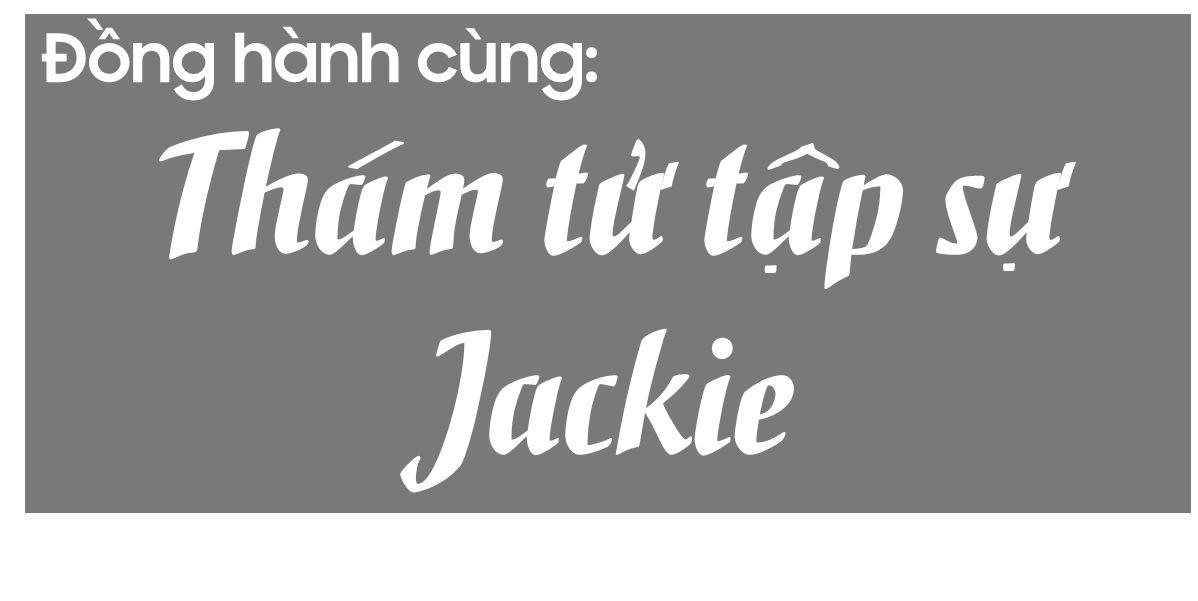 Đồng hành cùng:
Thám tử tập sự
Jackie